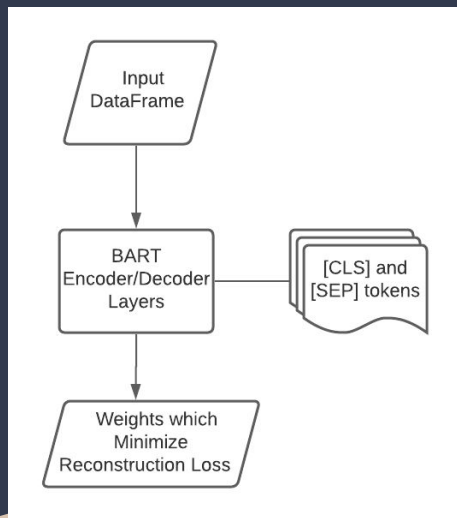 Input
DataFrame
BART
Encoder/Decoder
Layers
[CLS] and
[SEP] tokens
Weights which
Minimize
Reconstruction Loss